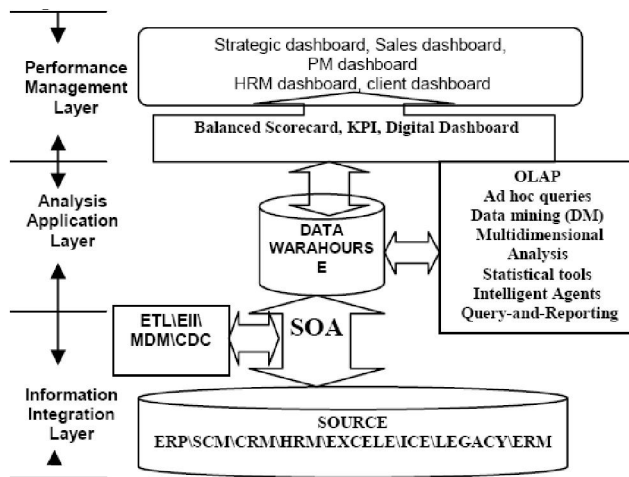 Strategic dashboard, Sales dashboard,
PM dashboard
HRM dashboard, client dashboard
Performance
Management
Layer
Balanced Scorecard, KPI, Digital Dashboard
OLAP
Ad hoc queries
Data mining (DM)
Multidimensional
Analysis
Statistical tools
Intelligent Agents
Query-and-Reporting
Analysis
Application
Layer
DATA
WARAHOURS
E
ETL\EII\
MDM\CDC
SOA
Information
Integration
Layer
SOURCE
ERP\SCM\CRM\HRM\EXCELE\ICE\LEGACY\ERM